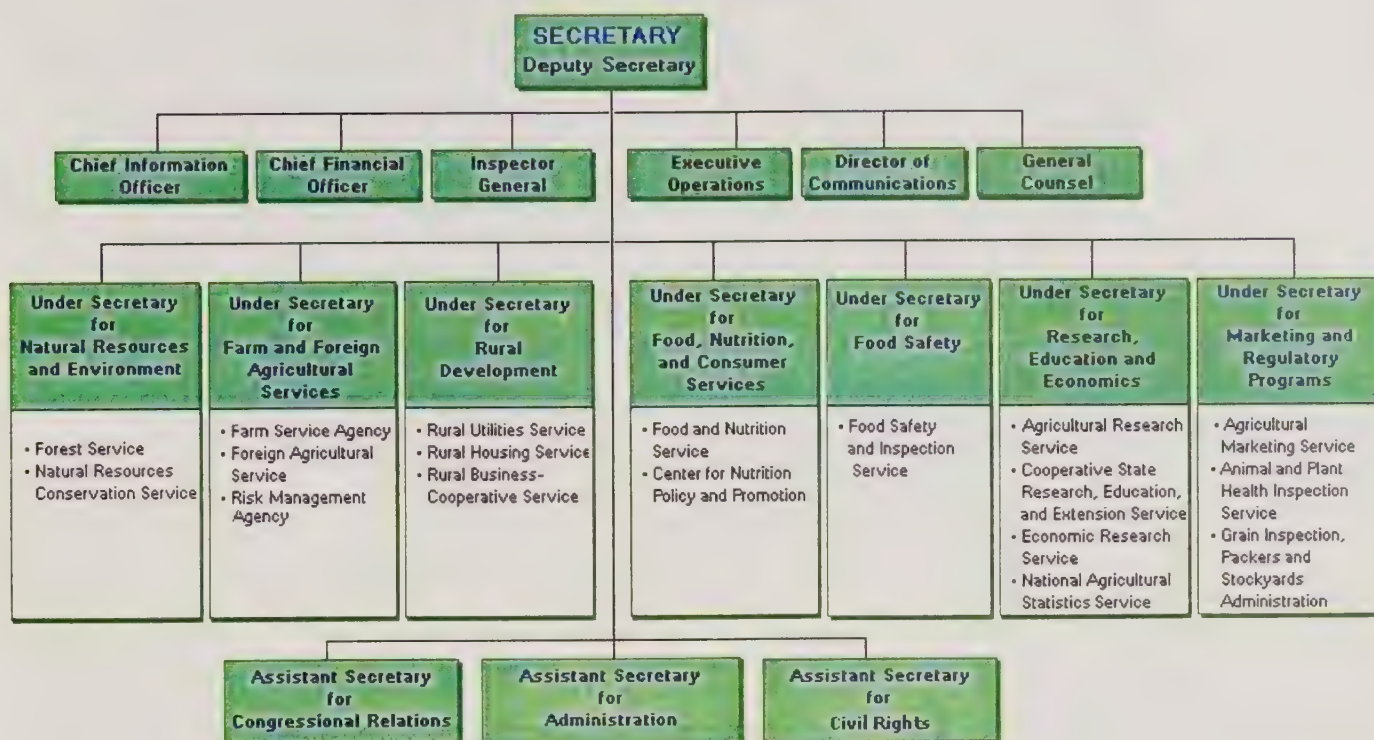 SECRETARY
Deputy Secretary
Chief Information
Officer
Chief Financial
Officer
Inspector
General
Executive
Operations
Director of
Communications
General
Counsel
Under Secretary
for
Natural Resources
and Environment
• Forest Service
• Natural Resources
Conservation Service
Under Secretary
for
Farm and Foreign
Agricultural
Services
• Farm Service Agency
• Foreign Agricultural
Service
• Risk Management
Agency
Under Secretary
for
Rural
Development
• Rural Utilities Service
• Rural Housing Service
• Rural Business-
Cooperative Service
Under Secretary
for
Food, Nutrition,
and Consumer
Services
• Food and Nutrition
Service
• Center for Nutrition
Policy and Promotion
Under Secretary
for
Food Safety
• Food Safety
and Inspection
Service
Under Secretary
for
Research,
Education and
Economics
• Agricultural Research
Service
• Cooperative State
Research, Education,
and Extension Service
• Economic Research
Service
• National Agricultural
Statistics Service
Under Secretary
for
Marketing and
Regulatory
Programs
• Agricultural
Marketing Service
• Animal and Plant
Health Inspection
Service
• Grain Inspection,
Packers and
Stockyards
Administration
Assistant Secretary
for
Congressional Relations
Assistant Secretary
for
Administration
Assistant Secretary
for
Civil Rights